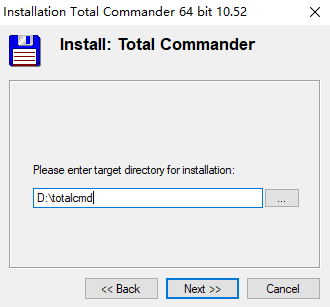 Installation Total Commander 64 bit 10.52
Install: Total Commander
Please enter target directory for installation:
D:\totalcmd
...
<< Back
Next >>
Cancel